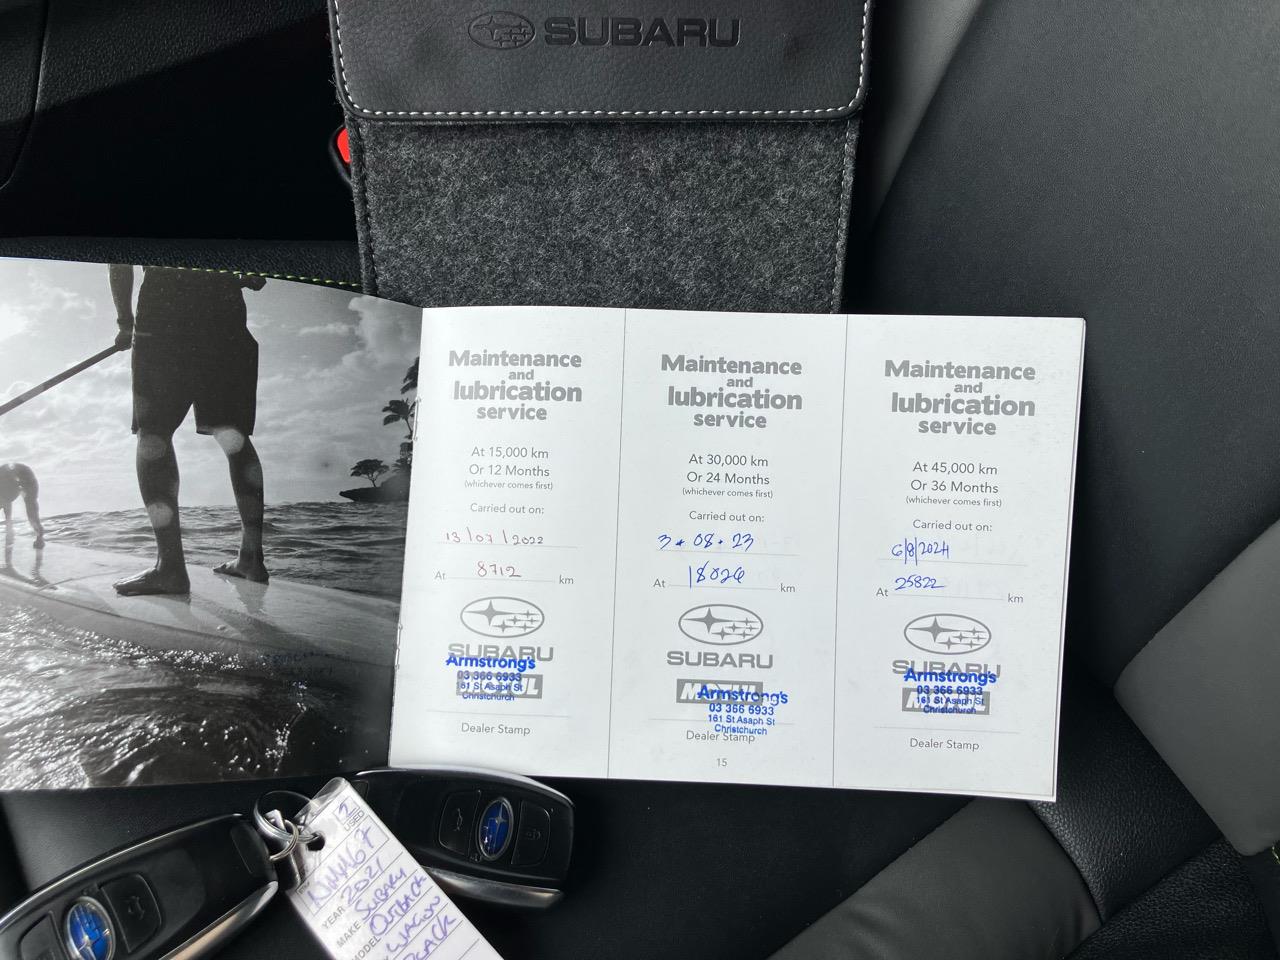 SUBARU
Maintenance
and
lubrication
service
At 15,000 km
Or 12 Months
(whichever comes first)
Carried out on:
13/07/2022
At 8712 km
SUBARU
Armstrong's
03 366 6933
Christchurch
Dealer Stamp
Maintenance
and
lubrication
service
At 30,000 km
Or 24 Months
(whichever comes first)
Carried out on:
3.08.23
At 18026 km
SUBARU
Armstrong's
03 366 6933
161 St Asaph St
Christchurch
Dealer Stamp
15
Maintenance
and
lubrication
service
At 45,000 km
Or 36 Months
(whichever comes first)
Carried out on:
6/8/2024
At 25822 km
SUBARU
Armstrong's
03 366 6933
161 St Asaph St
Christchurch
Dealer Stamp
USED
YEAR 2021
MAKE SUBARU
MODEL OUTBACK
WAGON
BLACK